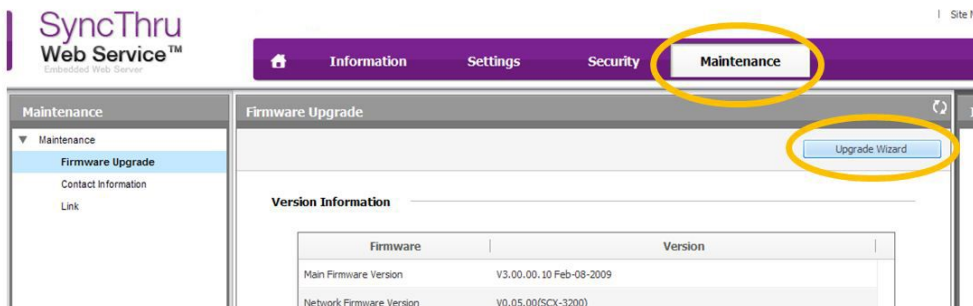 Site
SyncThru
Web Service™
Embedded Web Server
Information Settings Security Maintenance
Maintenance
Firmware Upgrade
Maintenance
Upgrade Wizard
Firmware Upgrade
Contact Information
Link
Version Information
Firmware Version
Main Firmware Version V3.00.00.10 Feb-08-2009
Network Firmware Version V0.05.00(SCX-3200)